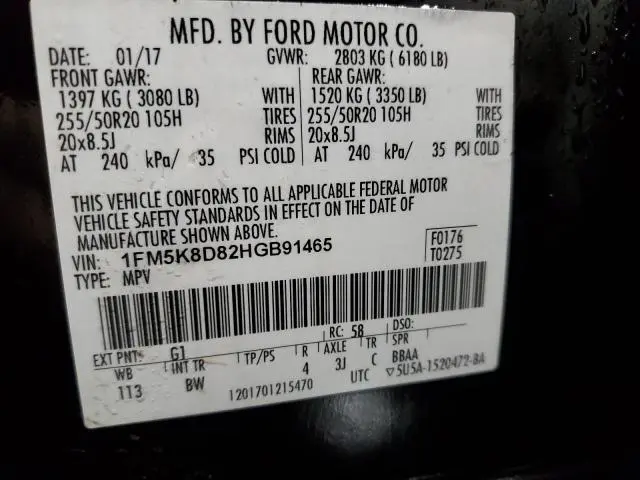 MFD. BY FORD MOTOR CO.
DATE: 01/17 GVWR: 2803 KG ( 6180 LB)
FRONT GAWR: REAR GAWR:
1397 KG ( 3080 LB) WITH 1520 KG ( 3350 LB) WITH
255/50R20 105H TIRES 255/50R20 105H TIRES
20x8.5J RIMS 20x8.5J RIMS
AT 240 kPa/ 35 PSI COLD AT 240 kPa/ 35 PSI COLD
THIS VEHICLE CONFORMS TO ALL APPLICABLE FEDERAL MOTOR
VEHICLE SAFETY STANDARDS IN EFFECT ON THE DATE OF
MANUFACTURE SHOWN ABOVE.
VIN: 1FM5K8D82HGB91465 F0176
TYPE: MPV T0275
EXT PNT: G1 RC: 58 DSO:
WB INT TR TP/PS R AXLE TR SPR
113 BW 4 3J C BBAA
1201701215470 UTC ▽5U5A-1520472-BA